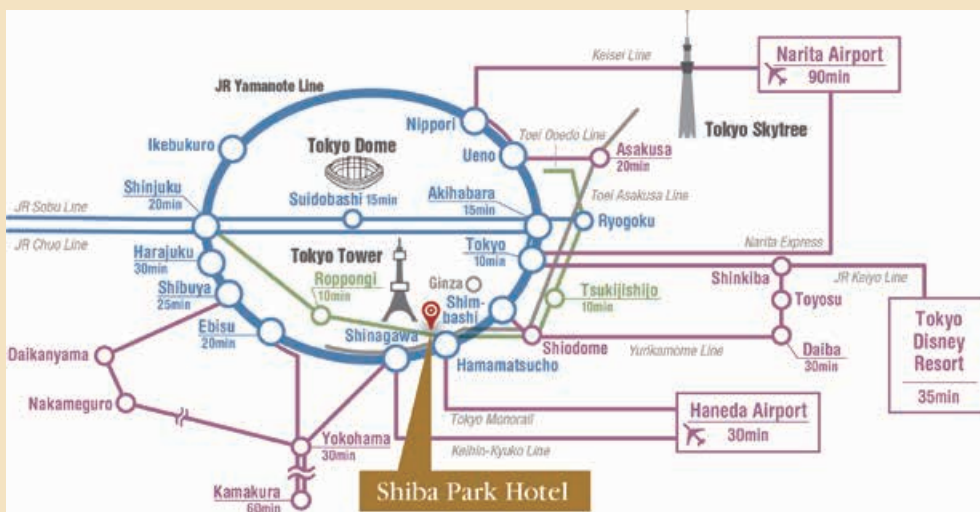 Keisei Line
Narita Airport
90min
JR Yamanote Line
Nippori
Tokyo Skytree
Toei Ooedo Line
Ikebukuro
Tokyo Dome
Ueno
Asakusa
20min
Shinjuku
20min
Suidobashi 15min
Akihabara
15min
Toei Asakusa Line
JR Sobu Line
Ryogoku
JR Chuo Line
Harajuku
30min
Tokyo Tower
Tokyo
10min
Narita Express
Roppongi
10min
Ginza
Shinkiba
JR Keiyo Line
Shibuya
25min
Shim-
bashi
Tsukijishijo
10min
Toyosu
Ebisu
20min
Shinagawa
Hamamatsucho
Shiodome
Yurikamome Line
Daiba
30min
Tokyo
Disney
Resort
35min
Daikanyama
Nakameguro
Tokyo Monorail
Haneda Airport
30min
Yokohama
30min
Keihin-Kyuko Line
Kamakura
60min
Shiba Park Hotel